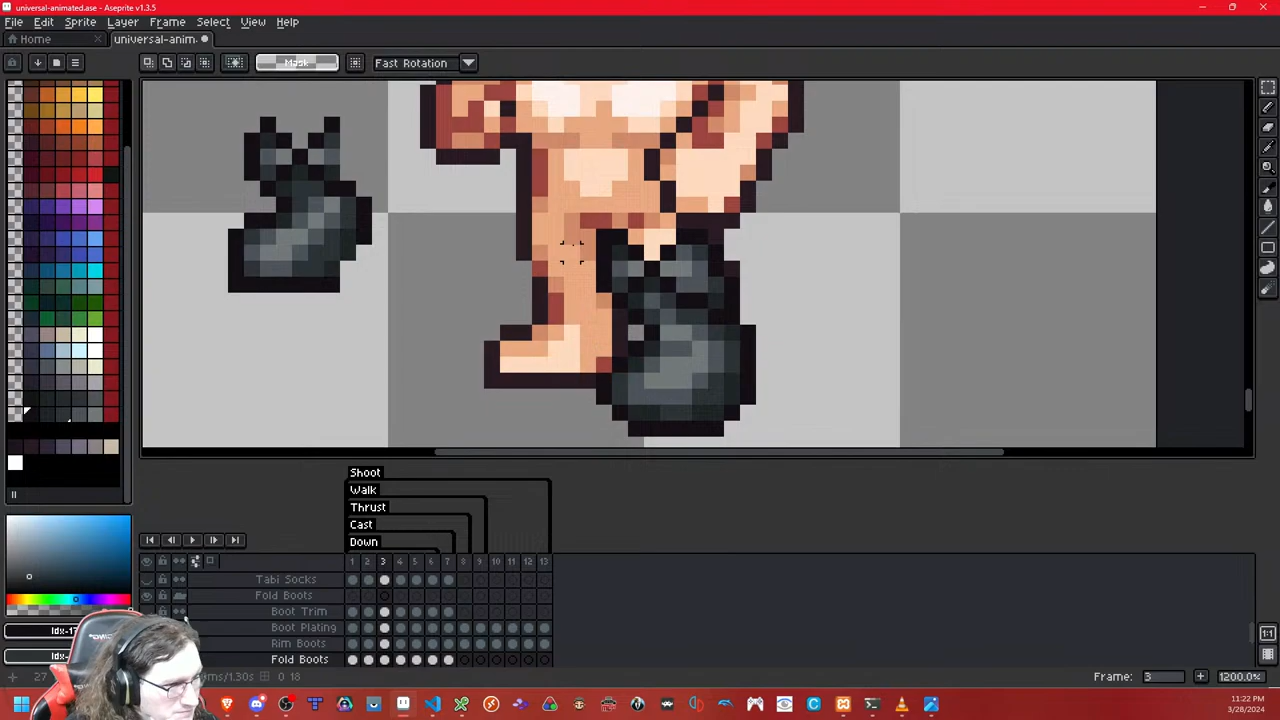 universal-animated.ase - Aseprite v1.3.5
File Edit Sprite Layer Frame Select View Help
Home universal-anim.
Mask Fast Rotation
Shoot
Walk
Thrust
Cast
Down
1 2 3 4 5 6 7 8 9 10 11 12 13
Tabi Socks
Fold Boots
Boot Trim
Boot Plating
Rim Boots
Fold Boots
1:1
Frame: 3 1200.0%
11:22 PM
3/28/2024